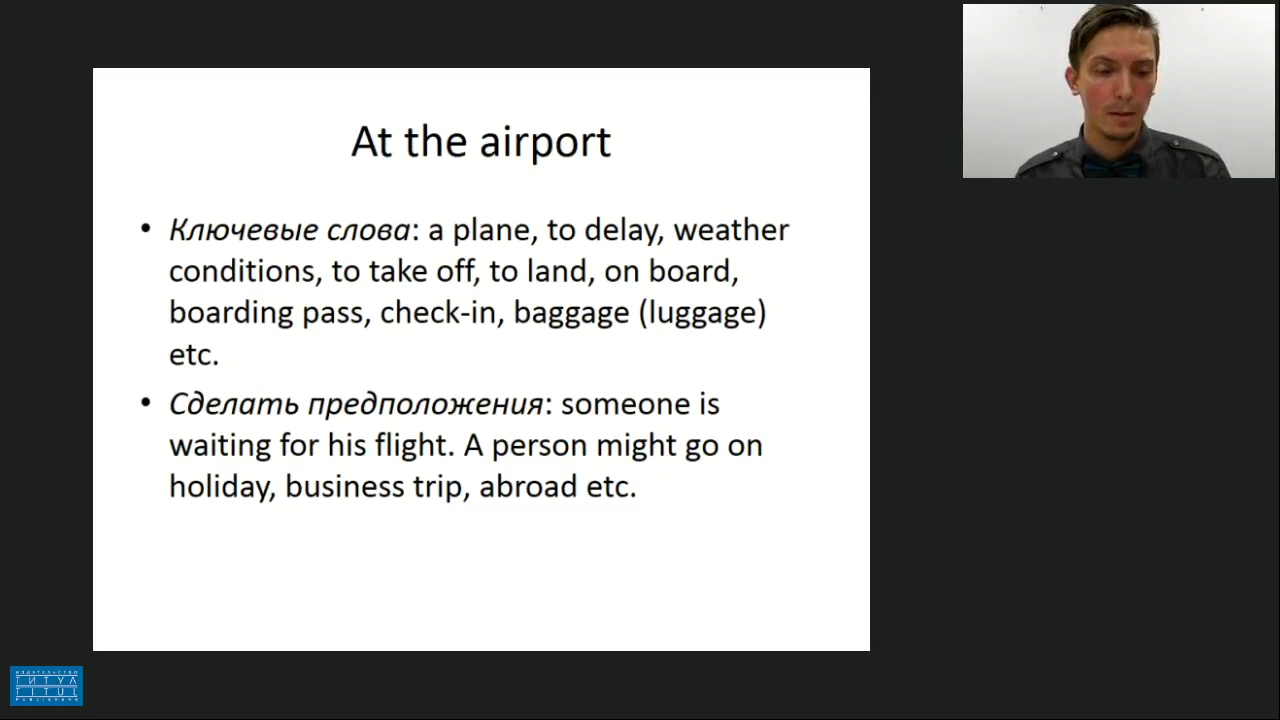 At the airport
• Ключевые слова: a plane, to delay, weather
conditions, to take off, to land, on board,
boarding pass, check-in, baggage (luggage)
etc.
• Сделать предположения: someone is
waiting for his flight. A person might go on
holiday, business trip, abroad etc.
ИЗДАТЕЛЬСТВО
ТИТУЛ
TITUL
PUBLISHERS